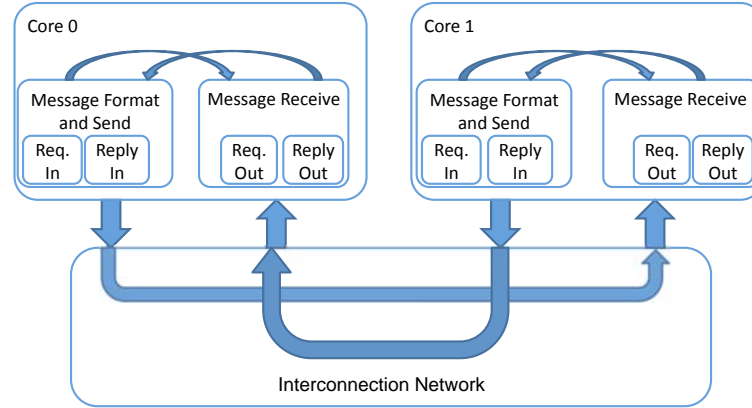 Core 0
Message Format
and Send
Message Receive
Req.
In
Reply
In
Req.
Out
Reply
Out
Core 1
Message Format
and Send
Message Receive
Req.
In
Reply
In
Req.
Out
Reply
Out
Interconnection Network